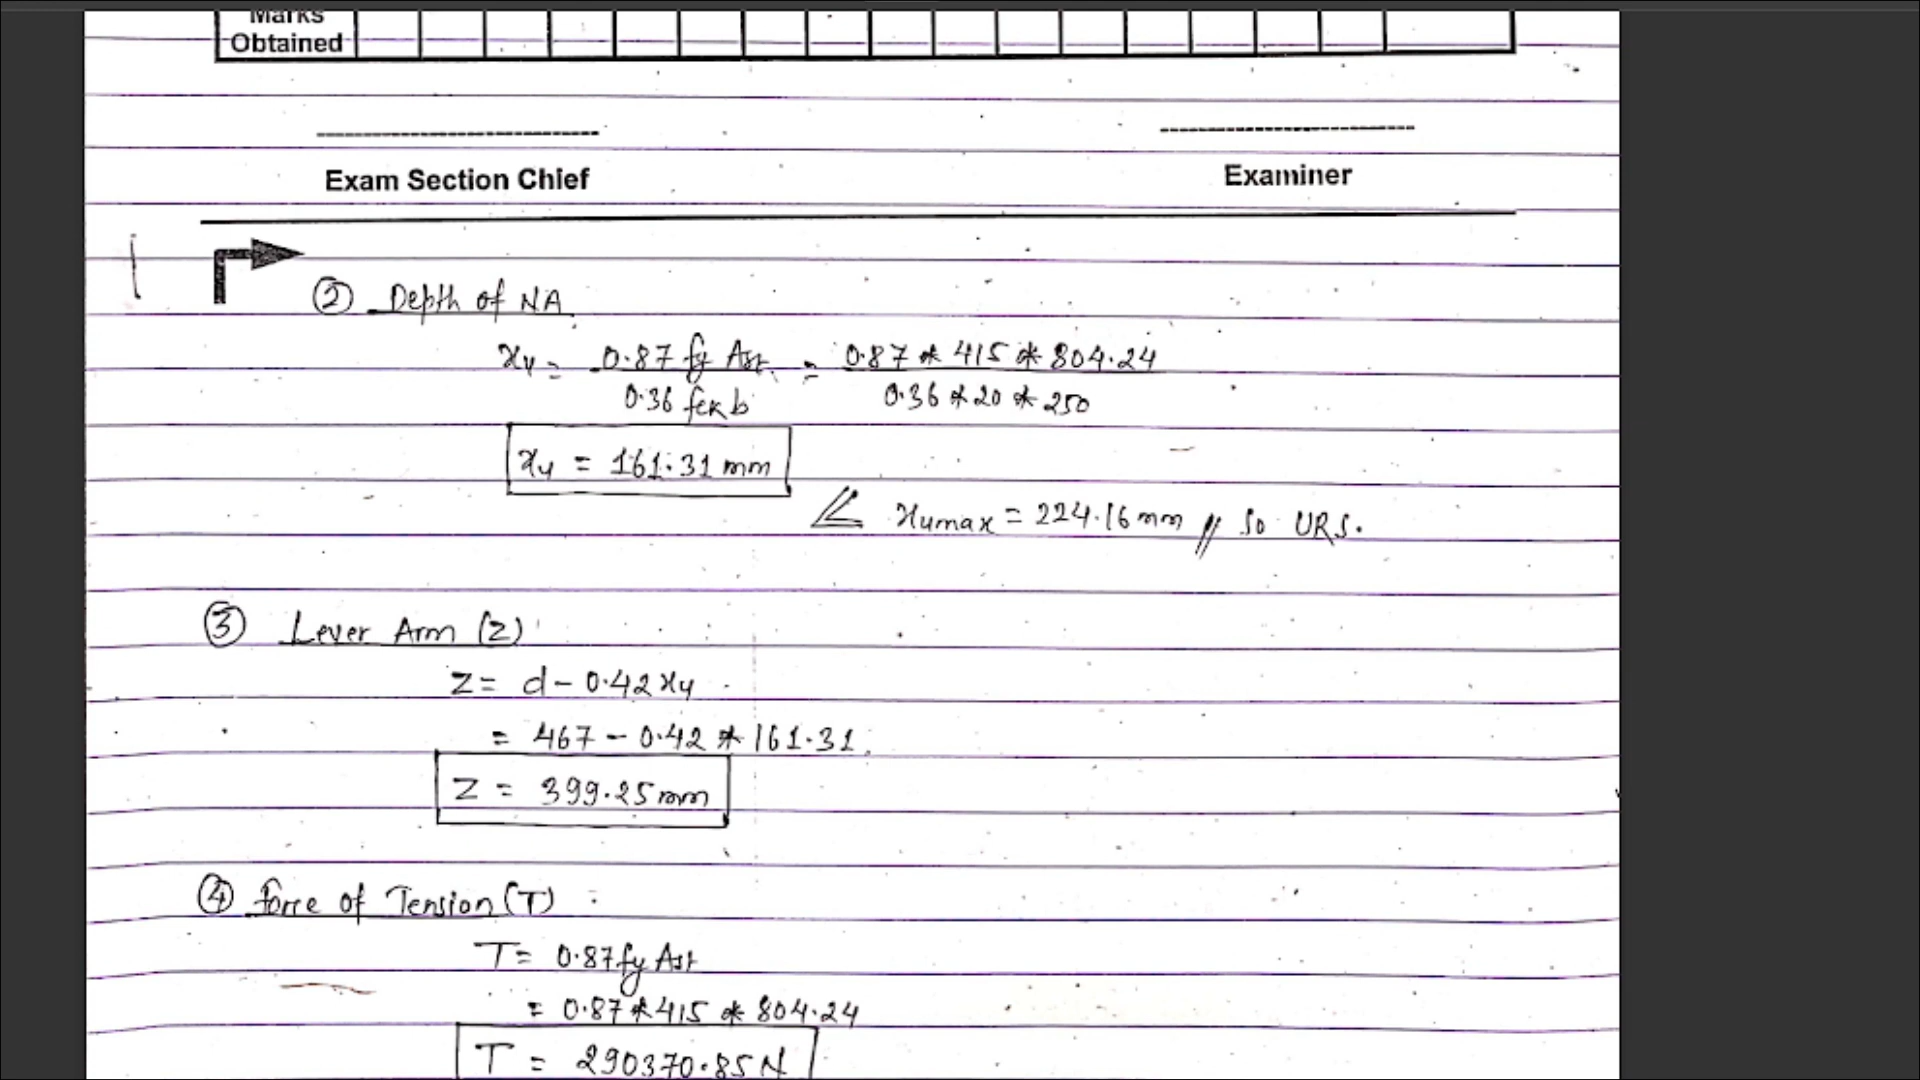 Marks
Obtained
Exam Section Chief
Examiner
② Depth of NA
xu = 0.87 fy Ast / 0.36 fck b = 0.87 * 415 * 804.24 / 0.36 * 20 * 250
xu = 161.31 mm
< xumax = 224.16 mm // so URS.
③ Lever Arm (z)
z = d - 0.42 xu
= 467 - 0.42 * 161.31
z = 399.25 mm
④ Force of Tension (T) :
T = 0.87 fy Ast
= 0.87 * 415 * 804.24
T = 290370.85 N